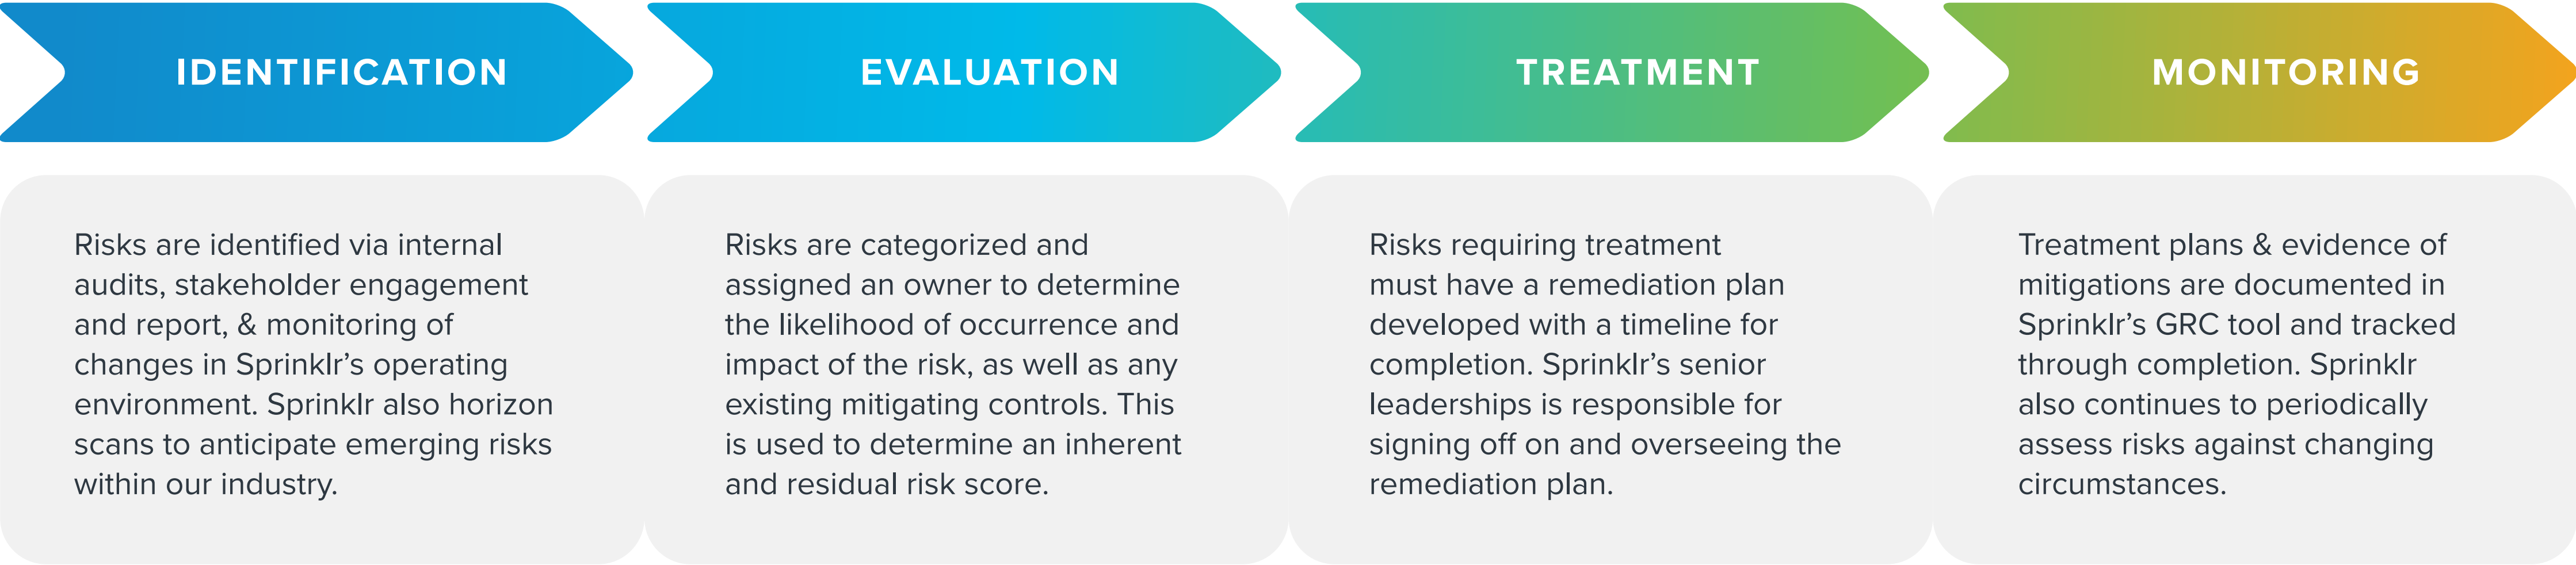 IDENTIFICATION
Risks are identified via internal
audits, stakeholder engagement
and report, & monitoring of
changes in Sprinklr’s operating
environment. Sprinklr also horizon
scans to anticipate emerging risks
within our industry.
EVALUATION
Risks are categorized and
assigned an owner to determine
the likelihood of occurrence and
impact of the risk, as well as any
existing mitigating controls. This
is used to determine an inherent
and residual risk score.
TREATMENT
Risks requiring treatment
must have a remediation plan
developed with a timeline for
completion. Sprinklr’s senior
leaderships is responsible for
signing off on and overseeing the
remediation plan.
MONITORING
Treatment plans & evidence of
mitigations are documented in
Sprinklr’s GRC tool and tracked
through completion. Sprinklr
also continues to periodically
assess risks against changing
circumstances.